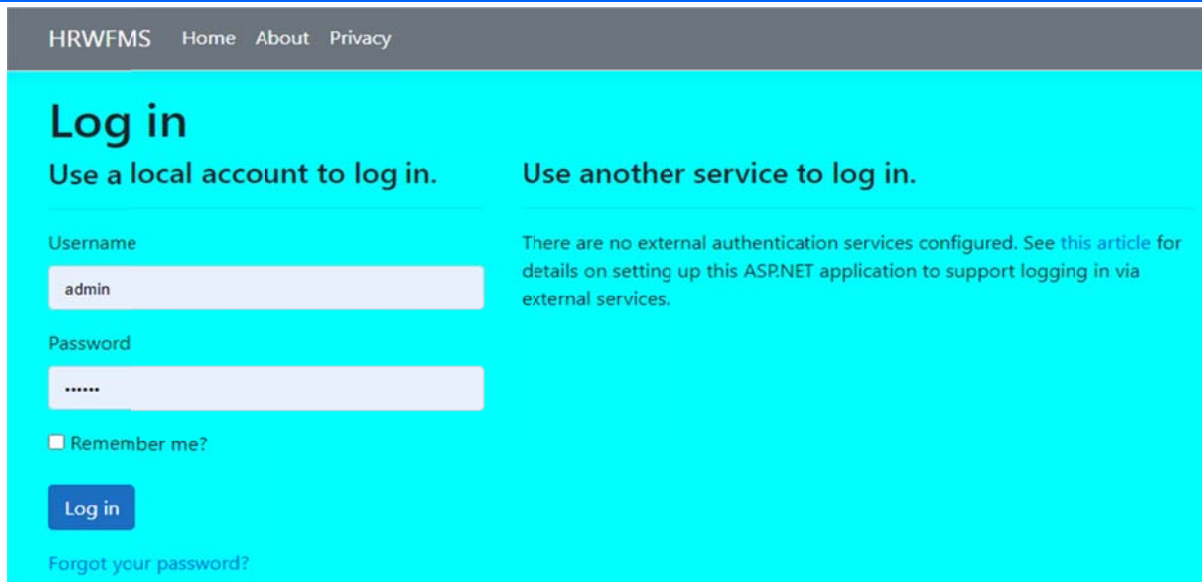 HRWFMS Home About Privacy
Log in
Use a local account to log in.
Username
admin
Password
••••••
Remember me?
Log in
Forgot your password?
Use another service to log in.
There are no external authentication services configured. See this article for
details on setting up this ASP.NET application to support logging in via
external services.